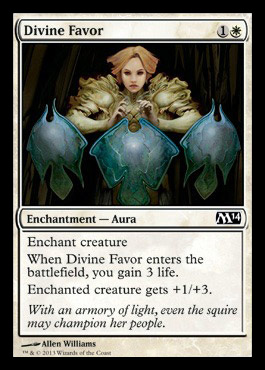 Divine Favor 1
Enchantment — Aura M14
Enchant creature
When Divine Favor enters the
battlefield, you gain 3 life.
Enchanted creature gets +1/+3.
With an armory of light, even the squire
may champion her people.
Allen Williams
™ & © 2013 Wizards of the Coast